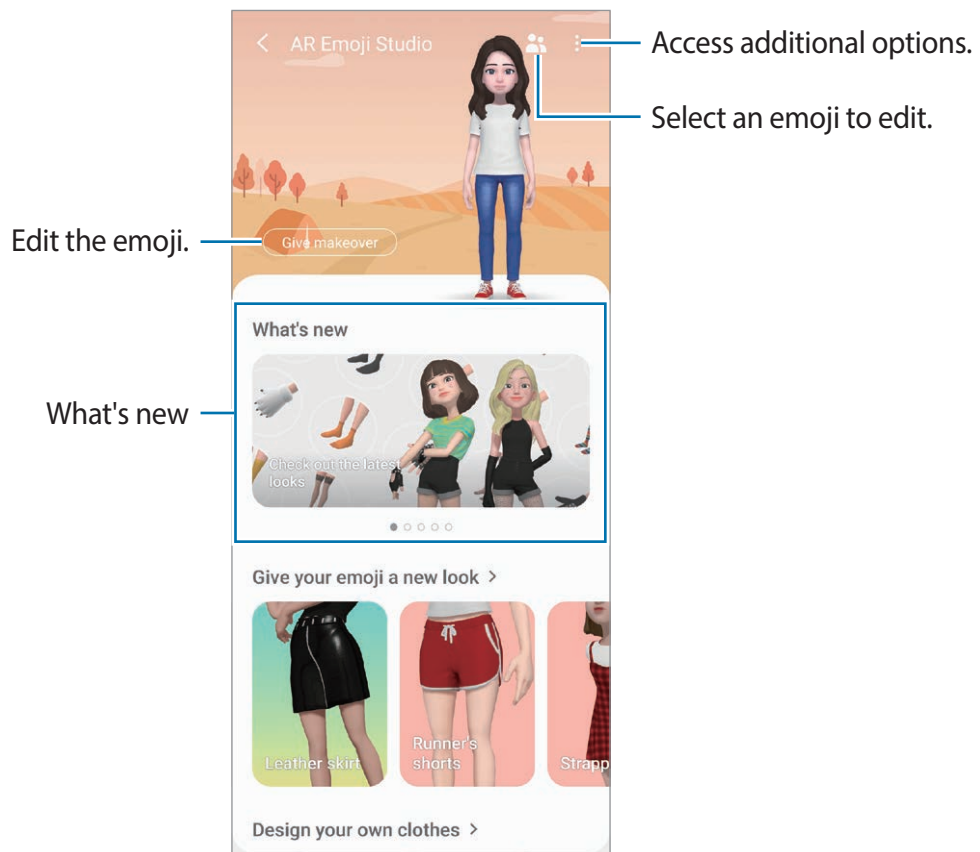 AR Emoji Studio
Access additional options.
Select an emoji to edit.
Edit the emoji.
Give makeover
What's new
What's new
Check out the latest
looks
Give your emoji a new look >
Leather skirt
Runner's
shorts
Strapp
Design your own clothes >